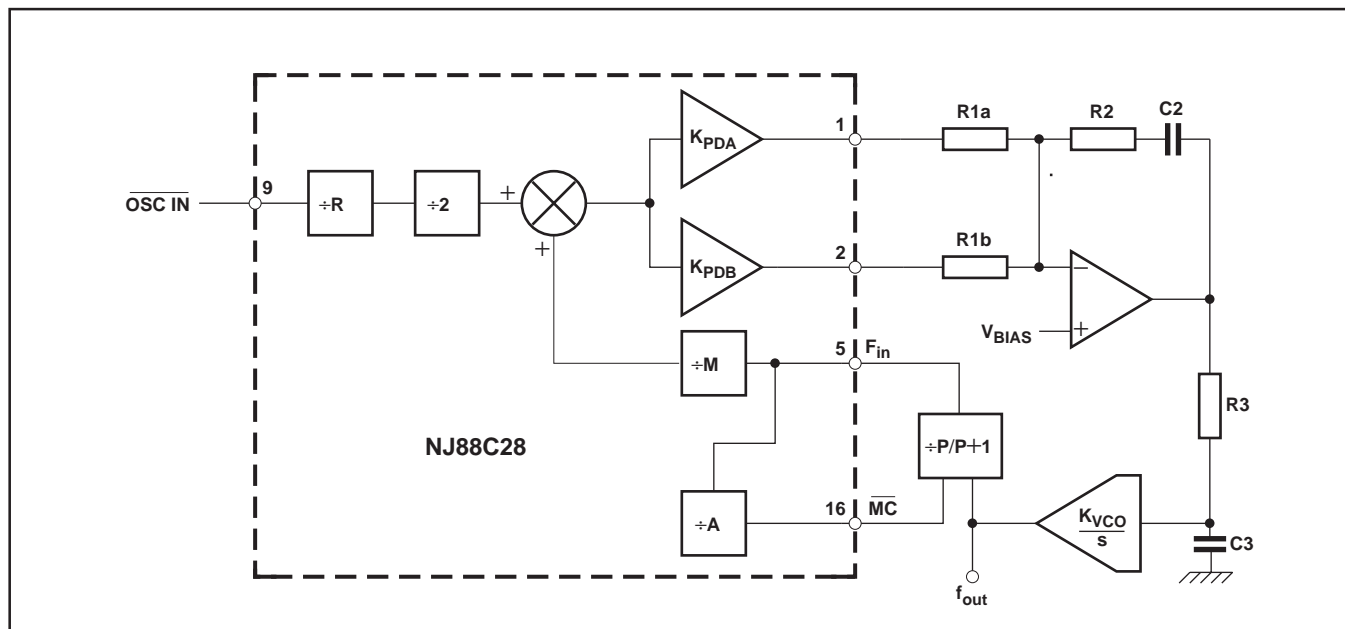 R1a
R2
C2
1
K_PDA
OSC IN
9
÷R
÷2
+
+
K_PDB
2
R1b
−
V_BIAS
+
÷M
5
F_in
R3
÷P/P+1
NJ88C28
÷A
16
MC
K_VCO
s
C3
f_out